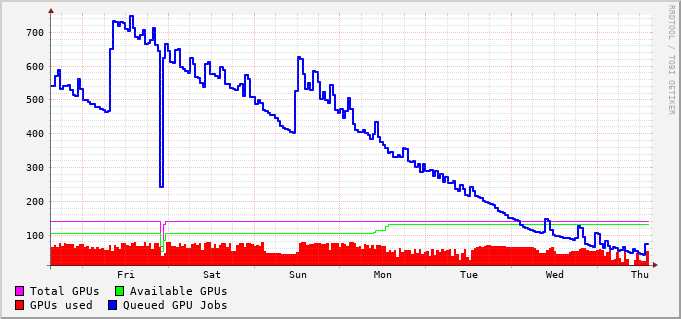 RRDTOOL / TOBI OETIKER
700
600
500
400
300
200
100
Fri Sat Sun Mon Tue Wed Thu
Total GPUs Available GPUs
GPUs used Queued GPU Jobs